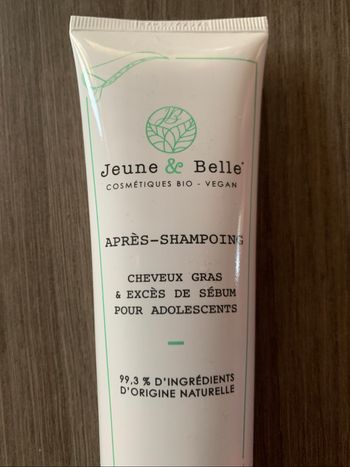 Jeune & Belle
COSMÉTIQUES BIO - VEGAN
APRÈS-SHAMPOING
CHEVEUX GRAS
& EXCÈS DE SÉBUM
POUR ADOLESCENTS
99,3 % D'INGRÉDIENTS
D'ORIGINE NATURELLE